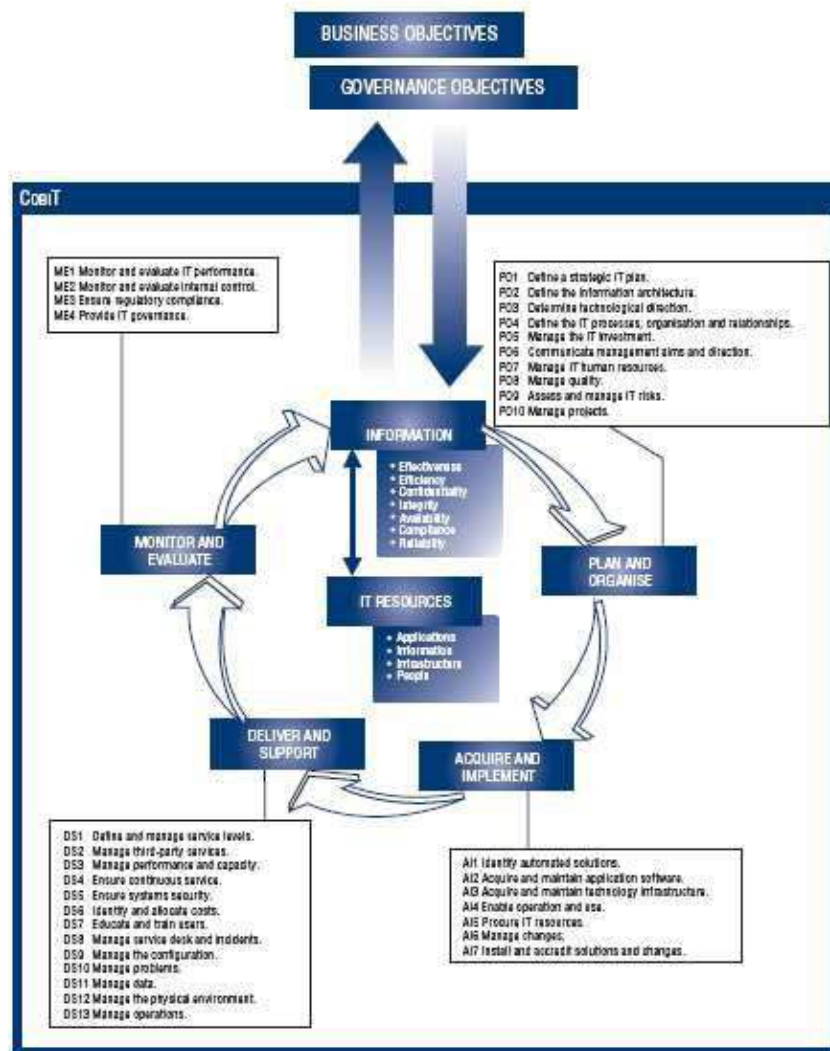 BUSINESS OBJECTIVES
GOVERNANCE OBJECTIVES
COBIT
ME1 Monitor and evaluate IT performance.
ME2 Monitor and evaluate internal control.
ME3 Ensure regulatory compliance.
ME4 Provide IT governance.
PO1 Define a strategic IT plan.
PO2 Define the information architecture.
PO3 Determine technological direction.
PO4 Define the IT processes, organisation and relationships.
PO5 Manage the IT investment.
PO6 Communicate management aims and direction.
PO7 Manage IT human resources.
PO8 Manage quality.
PO9 Assess and manage IT risks.
PO10 Manage projects.
INFORMATION
• Effectiveness
• Efficiency
• Confidentiality
• Integrity
• Availability
• Compliance
• Reliability
MONITOR AND
EVALUATE
PLAN AND
ORGANISE
IT RESOURCES
• Applications
• Information
• Infrastructure
• People
DELIVER AND
SUPPORT
ACQUIRE AND
IMPLEMENT
DS1 Define and manage service levels.
DS2 Manage third-party services.
DS3 Manage performance and capacity.
DS4 Ensure continuous service.
DS5 Ensure systems security.
DS6 Identify and allocate costs.
DS7 Educate and train users.
DS8 Manage service desk and incidents.
DS9 Manage the configuration.
DS10 Manage problems.
DS11 Manage data.
DS12 Manage the physical environment.
DS13 Manage operations.
AI1 Identify automated solutions.
AI2 Acquire and maintain application software.
AI3 Acquire and maintain technology infrastructure.
AI4 Enable operation and use.
AI5 Procure IT resources.
AI6 Manage changes.
AI7 Install and accredit solutions and changes.